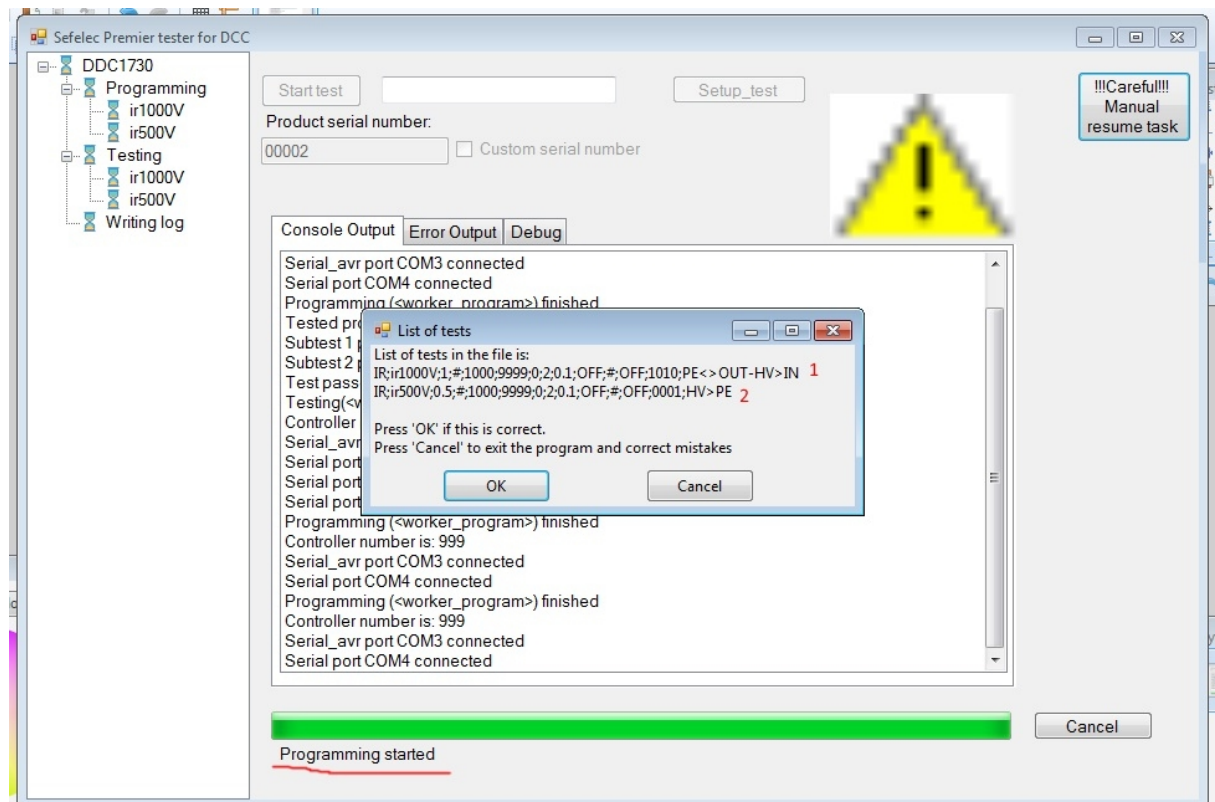 Sefelec Premier tester for DCC
DDC1730
Programming
ir1000V
ir500V
Testing
ir1000V
ir500V
Writing log
Start test
Setup_test
!!!Careful!!!
Manual
resume task
Product serial number:
00002
Custom serial number
Console Output Error Output Debug
Serial_avr port COM3 connected
Serial port COM4 connected
Programming (<worker_program>) finished
Tested
Subtest 1
Subtest 2
Test pass
Testing(<w
Controller
Serial_avr
Serial port
Serial port
Serial port
List of tests
List of tests in the file is:
IR;ir1000V;1;#;1000;9999;0;2;0.1;OFF;#;OFF;1010;PE<>OUT-HV>IN 1
IR;ir500V;0.5;#;1000;9999;0;2;0.1;OFF;#;OFF;0001;HV>PE 2
Press 'OK' if this is correct.
Press 'Cancel' to exit the program and correct mistakes
OK Cancel
Programming (<worker_program>) finished
Controller number is: 999
Serial_avr port COM3 connected
Serial port COM4 connected
Programming (<worker_program>) finished
Controller number is: 999
Serial_avr port COM3 connected
Serial port COM4 connected
Cancel
Programming started